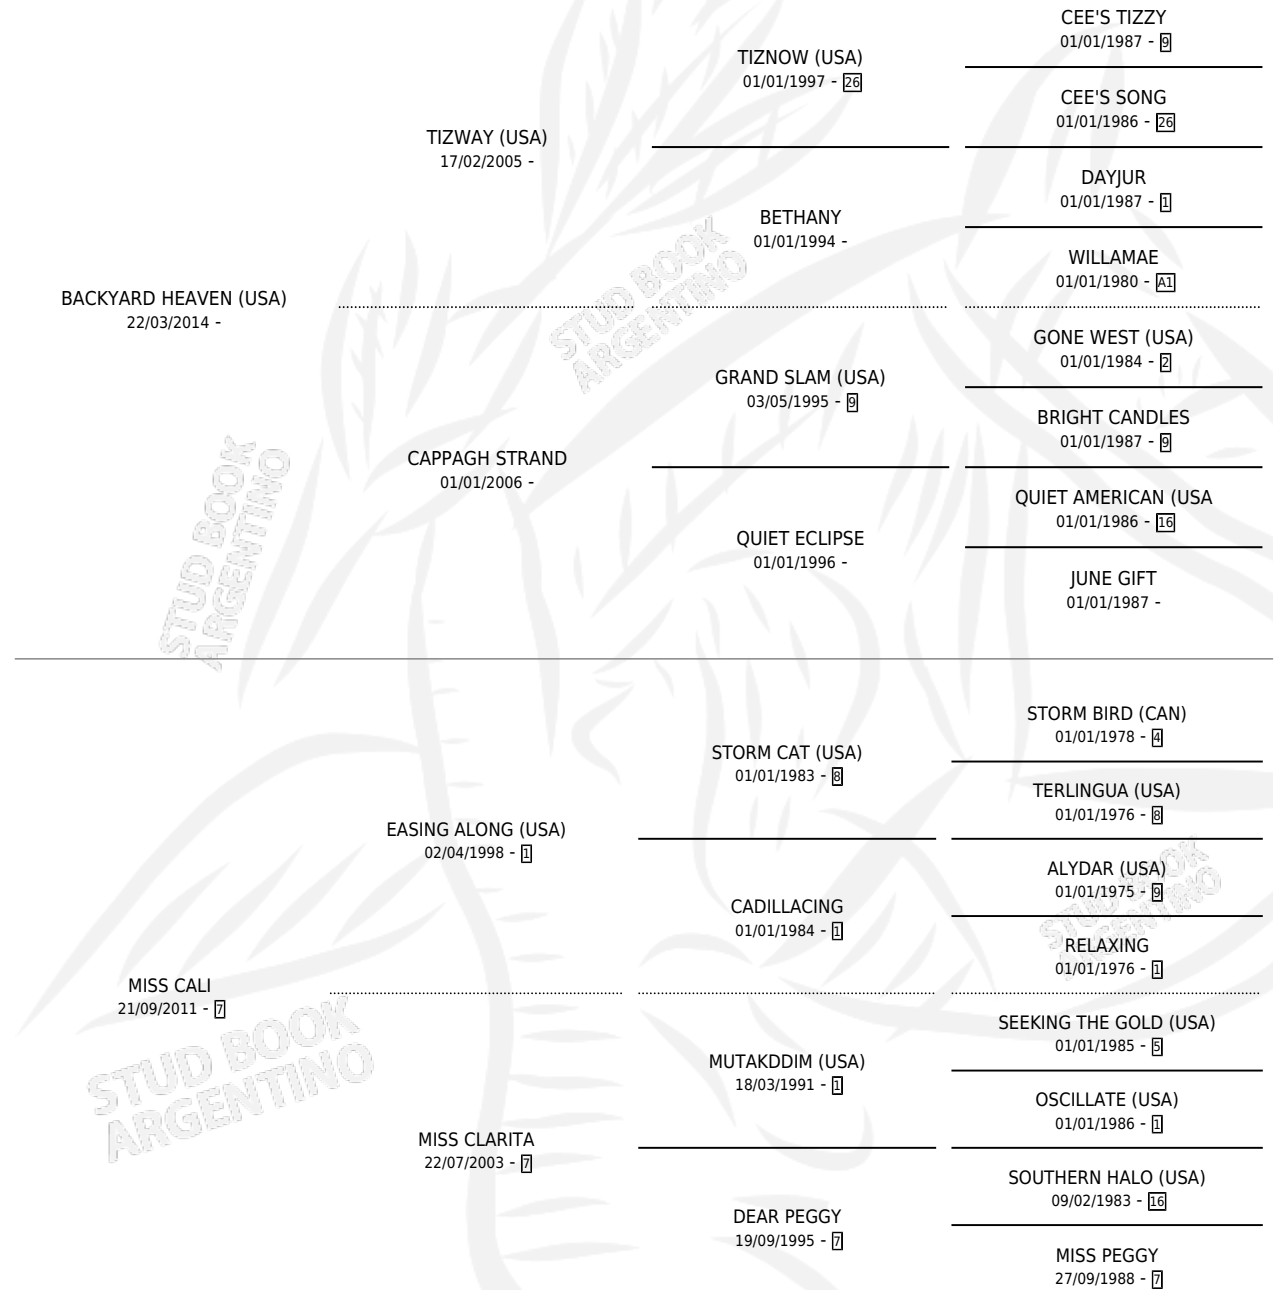 CEE'S TIZZY
01/01/1987 - 9
TIZNOW (USA)
01/01/1997 - 26
CEE'S SONG
01/01/1986 - 26
TIZWAY (USA)
17/02/2005 -
DAYJUR
01/01/1987 - 1
BETHANY
01/01/1994 -
WILLAMAE
01/01/1980 - A1
BACKYARD HEAVEN (USA)
22/03/2014 -
GONE WEST (USA)
01/01/1984 - 2
GRAND SLAM (USA)
03/05/1995 - 9
BRIGHT CANDLES
01/01/1987 - 9
CAPPAGH STRAND
01/01/2006 -
QUIET AMERICAN (USA
01/01/1986 - 16
QUIET ECLIPSE
01/01/1996 -
JUNE GIFT
01/01/1987 -
STORM BIRD (CAN)
01/01/1978 - 4
STORM CAT (USA)
01/01/1983 - 8
TERLINGUA (USA)
01/01/1976 - 8
EASING ALONG (USA)
02/04/1998 - 1
ALYDAR (USA)
01/01/1975 - 9
CADILLACING
01/01/1984 - 1
RELAXING
01/01/1976 - 1
MISS CALI
21/09/2011 - 7
SEEKING THE GOLD (USA)
01/01/1985 - 5
MUTAKDDIM (USA)
18/03/1991 - 1
OSCILLATE (USA)
01/01/1986 - 1
MISS CLARITA
22/07/2003 - 7
SOUTHERN HALO (USA)
09/02/1983 - 16
DEAR PEGGY
19/09/1995 - 7
MISS PEGGY
27/09/1988 - 7
STUD BOOK
ARGENTINO
STUD BOOK
ARGENTINO
STUD BOOK
ARGENTINO
STUD BOOK
ARGENTINO